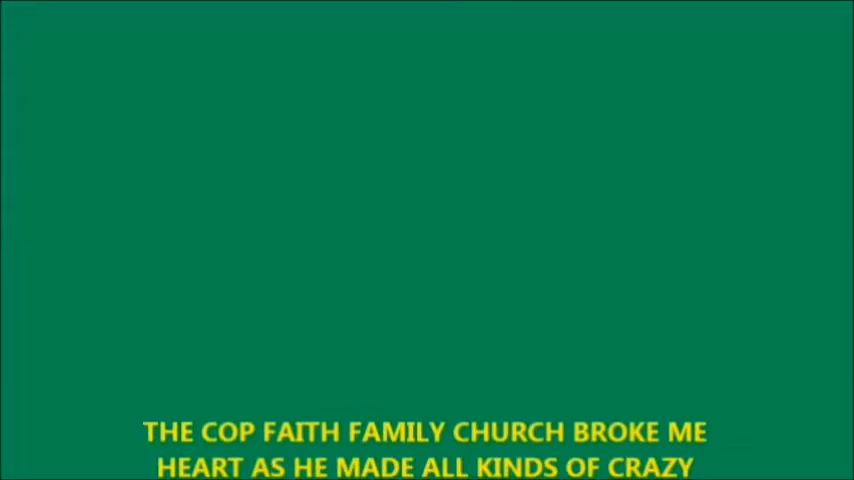 THE COP FAITH FAMILY CHURCH BROKE ME
HEART AS HE MADE ALL KINDS OF CRAZY